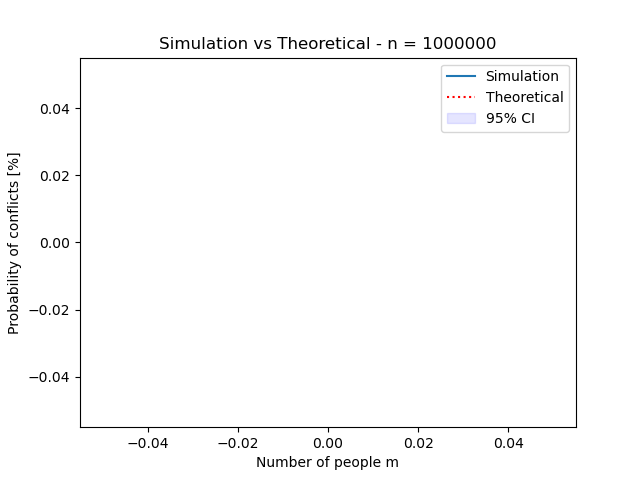 Simulation vs Theoretical - n = 1000000
Simulation
Theoretical
95% CI
Probability of conflicts [%]
0.04
0.02
0.00
−0.02
−0.04
−0.04
−0.02
0.00
0.02
0.04
Number of people m